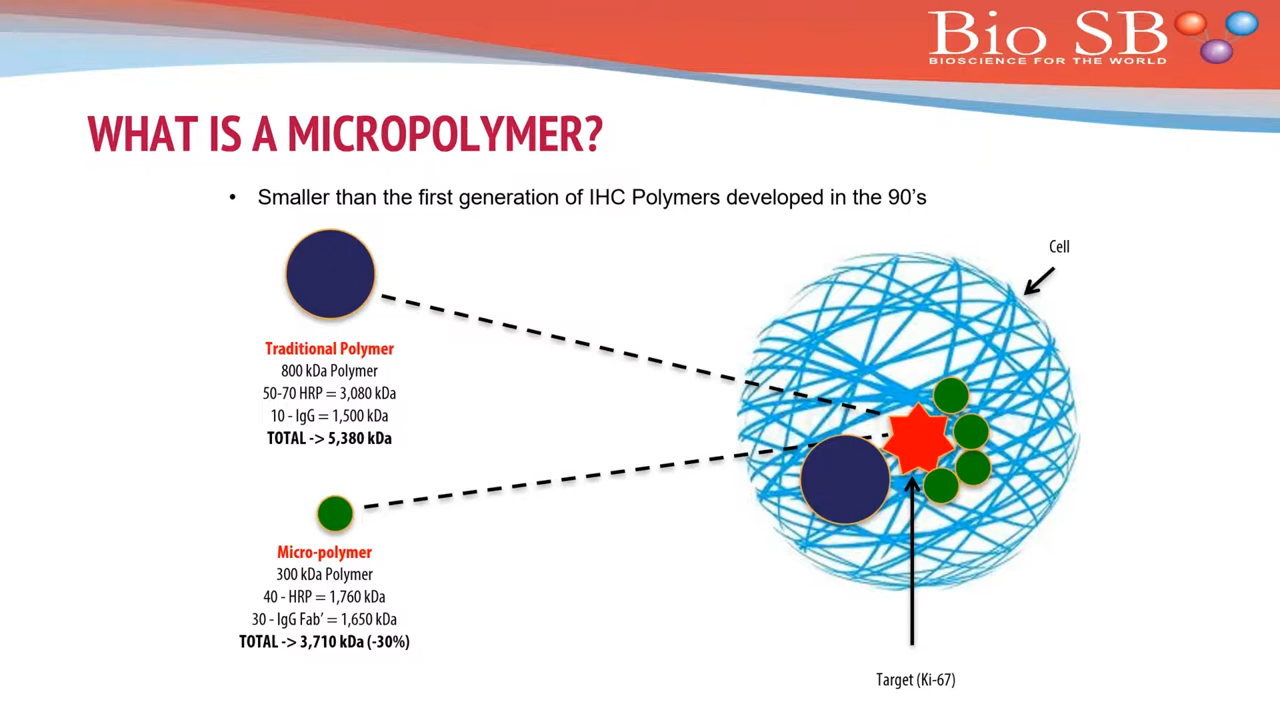 Bio SB
BIOSCIENCE FOR THE WORLD
WHAT IS A MICROPOLYMER?
• Smaller than the first generation of IHC Polymers developed in the 90’s
Cell
Traditional Polymer
800 kDa Polymer
50-70 HRP = 3,080 kDa
10 - IgG = 1,500 kDa
TOTAL -> 5,380 kDa
Micro-polymer
300 kDa Polymer
40 - HRP = 1,760 kDa
30 - IgG Fab’ = 1,650 kDa
TOTAL -> 3,710 kDa (-30%)
Target (Ki-67)